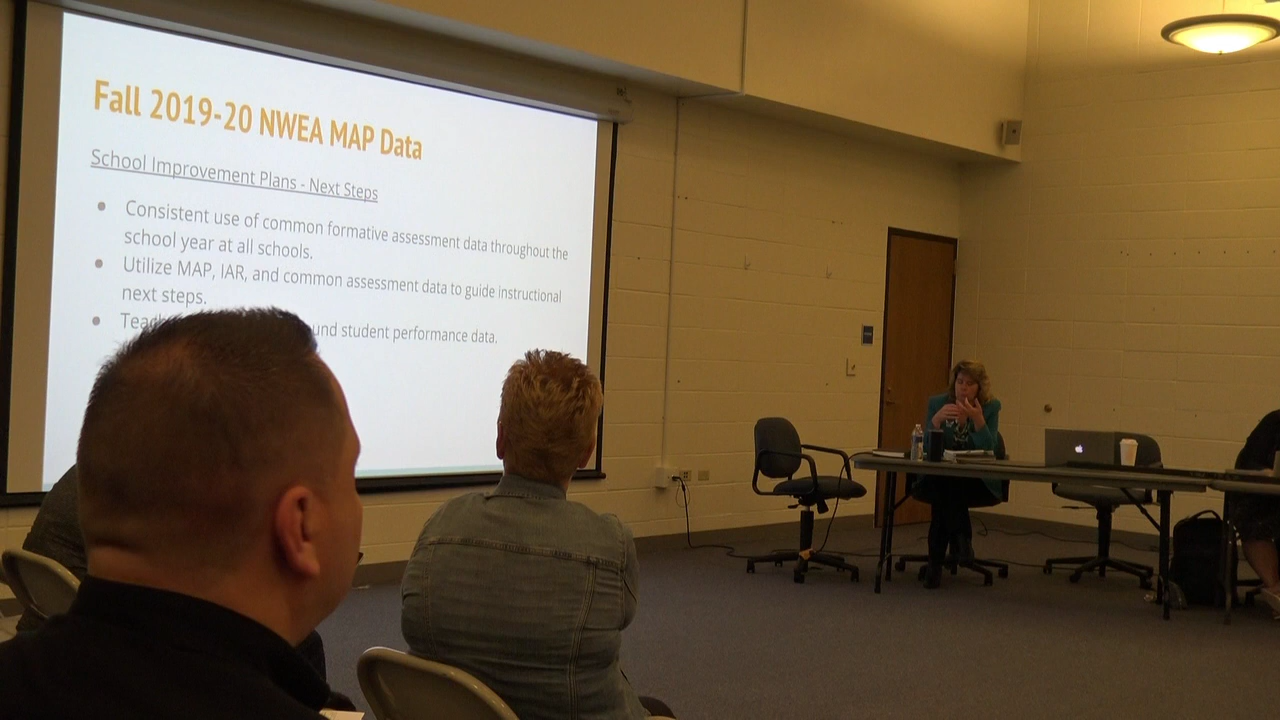 Fall 2019-20 NWEA MAP Data
School Improvement Plans - Next Steps
Consistent use of common formative assessment data throughout the
school year at all schools.
Utilize MAP, IAR, and common assessment data to guide instructional
next steps.
student performance data.